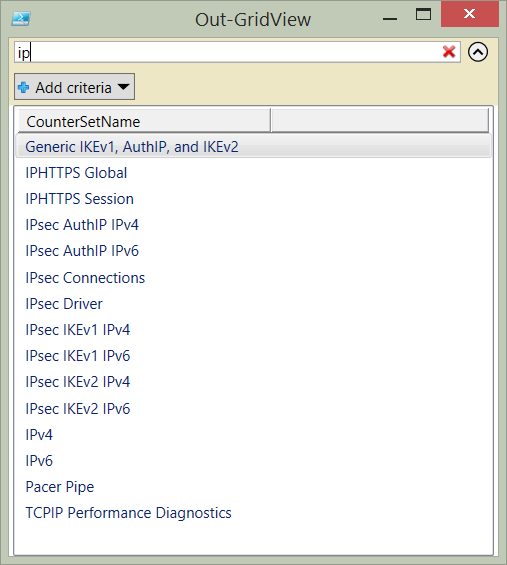 Out-GridView
ip
Add criteria
CounterSetName
Generic IKEv1, AuthIP, and IKEv2
IPHTTPS Global
IPHTTPS Session
IPsec AuthIP IPv4
IPsec AuthIP IPv6
IPsec Connections
IPsec Driver
IPsec IKEv1 IPv4
IPsec IKEv1 IPv6
IPsec IKEv2 IPv4
IPsec IKEv2 IPv6
IPv4
IPv6
Pacer Pipe
TCPIP Performance Diagnostics